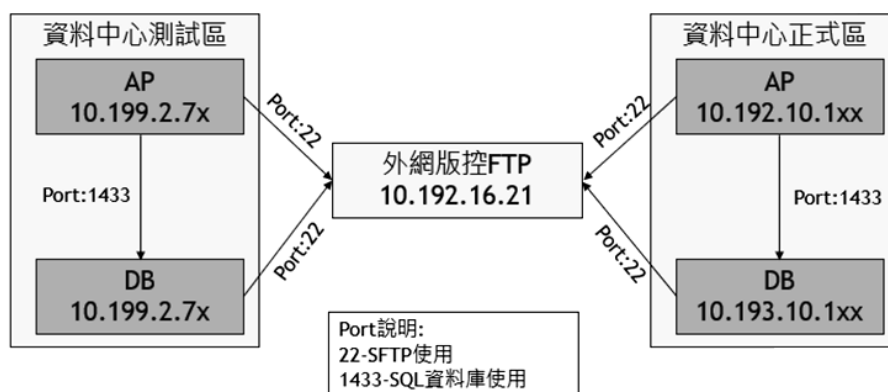 資料中心測試區
AP
10.199.2.7x
Port:22
Port:1433
Port:22
DB
10.199.2.7x
外網版控FTP
10.192.16.21
資料中心正式區
AP
10.192.10.1xx
Port:22
Port:1433
Port:22
DB
10.193.10.1xx
Port說明:
22-SFTP使用
1433-SQL資料庫使用